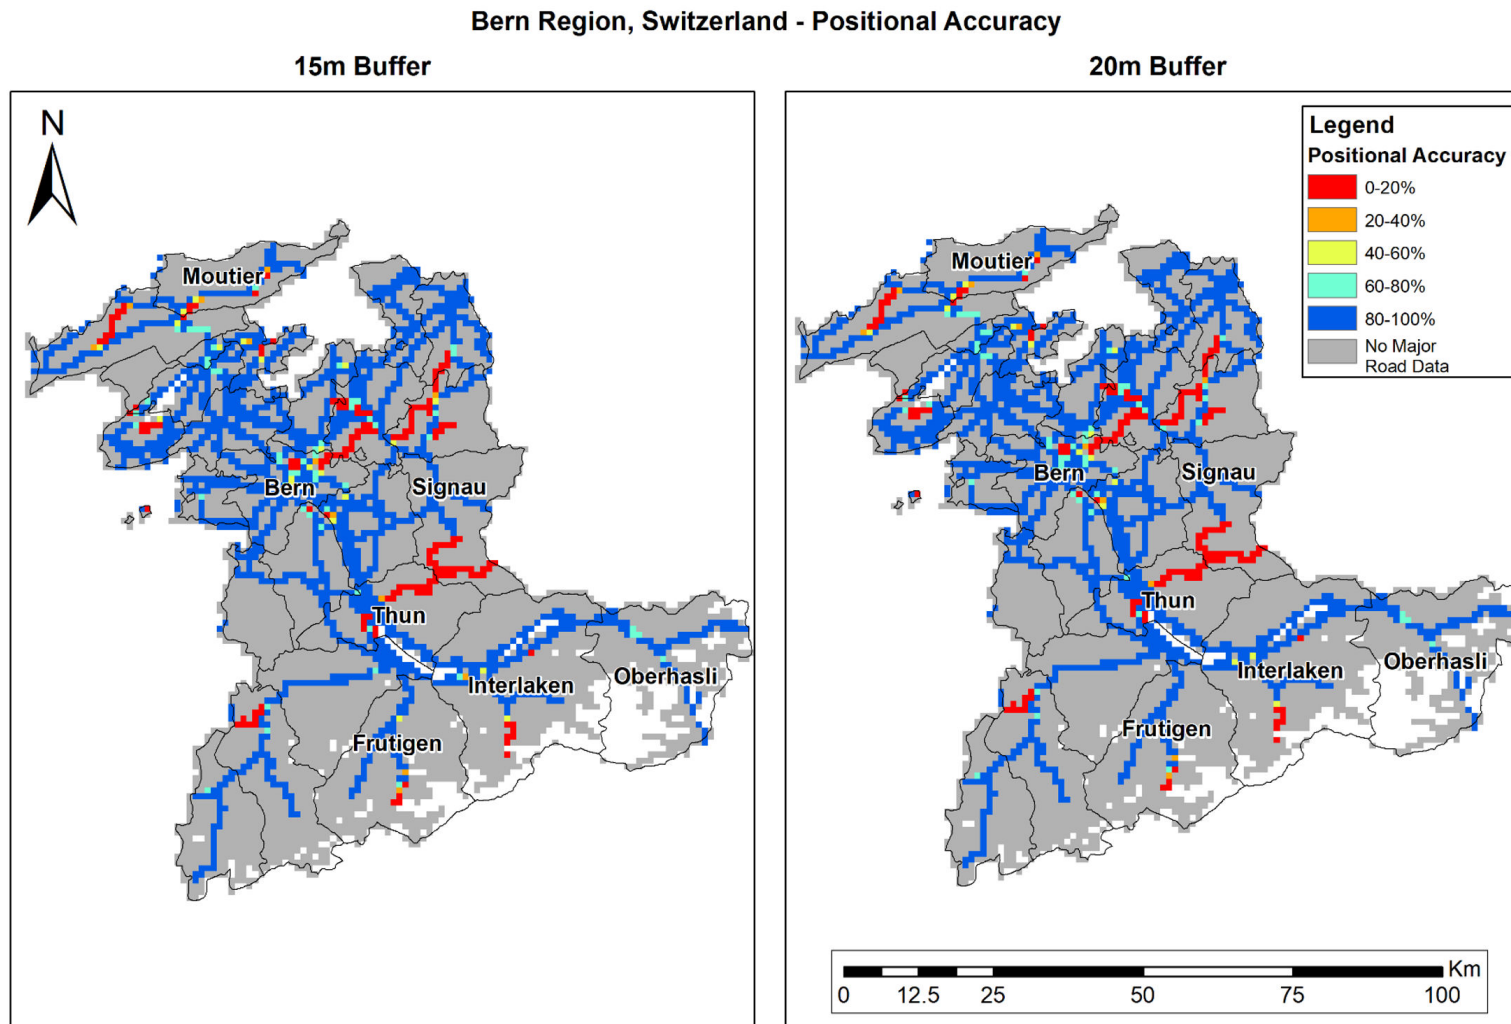 Bern Region, Switzerland - Positional Accuracy
15m Buffer
20m Buffer
N
Moutier
Bern
Signau
Thun
Interlaken
Oberhasli
Frutigen
Legend
Positional Accuracy
0-20%
20-40%
40-60%
60-80%
80-100%
No Major
Road Data
Moutier
Bern
Signau
Thun
Interlaken
Oberhasli
Frutigen
Km
0 12.5 25 50 75 100